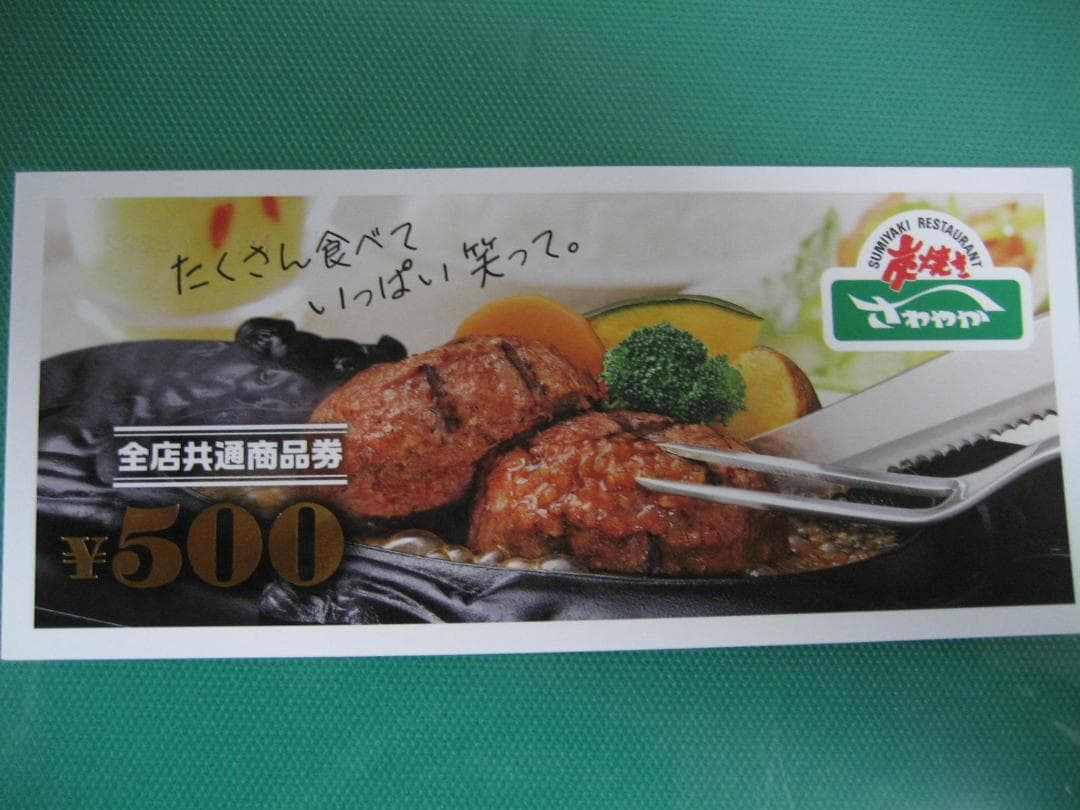 たくさん食べて
いっぱい笑って。
SUMIYAKI RESTAURANT
炭焼き
さわやか
全店共通商品券
¥500